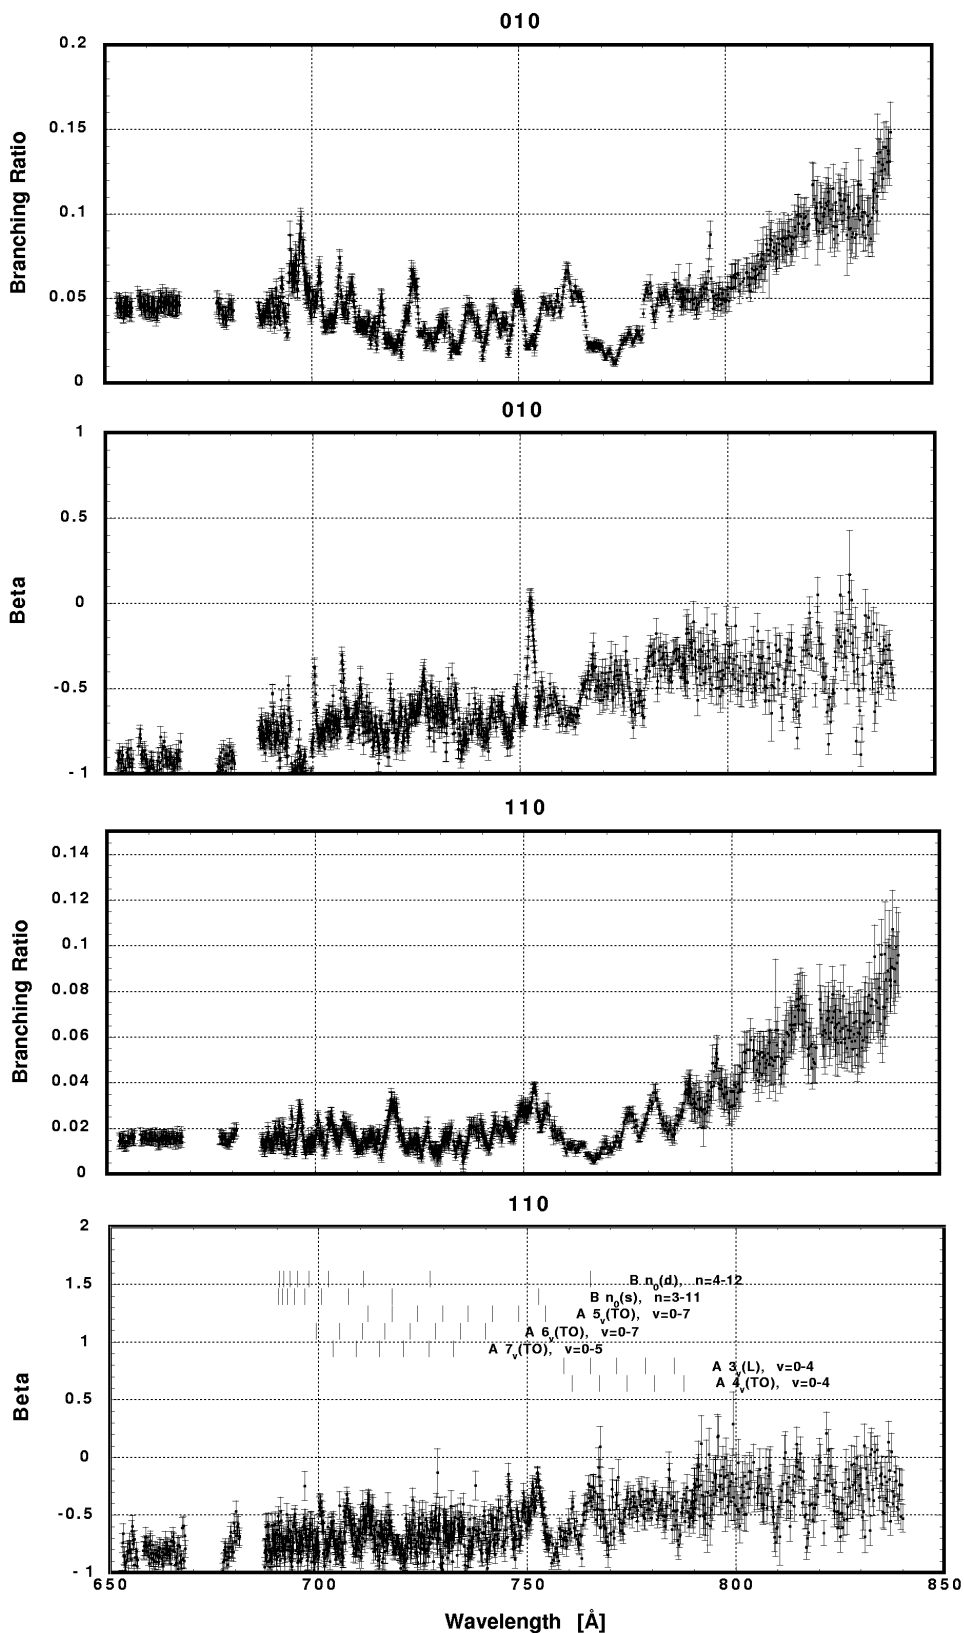 010
0.2
0.15
0.1
0.05
0
Branching Ratio
010
1
0.5
0
-0.5
-1
Beta
110
0.14
0.12
0.1
0.08
0.06
0.04
0.02
0
Branching Ratio
110
2
1.5
1
0.5
0
-0.5
-1
Beta
B n₀(d), n=4-12
B n₀(s), n=3-11
A 5ᵥ(TO), v=0-7
A 6ᵥ(TO), v=0-7
A 7ᵥ(TO), v=0-5
A 3ᵥ(L), v=0-4
A 4ᵥ(TO), v=0-4
650 700 750 800 850
Wavelength [Å]